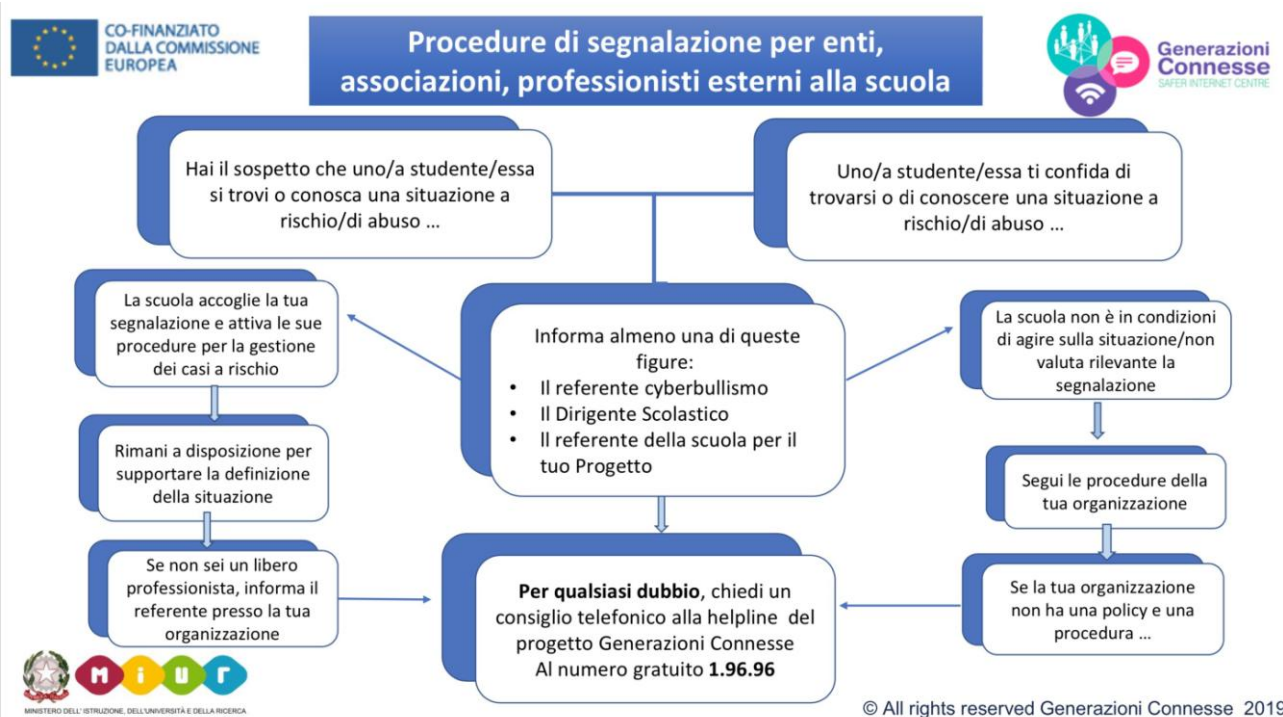 CO-FINANZIATO
DALLA COMMISSIONE
EUROPEA
Procedure di segnalazione per enti,
associazioni, professionisti esterni alla scuola
Generazioni
Connesse
SAFER INTERNET CENTRE
Hai il sospetto che uno/a studente/essa
si trovi o conosca una situazione a
rischio/di abuso ...
Uno/a studente/essa ti confida di
trovarsi o di conoscere una situazione a
rischio/di abuso ...
La scuola accoglie la tua
segnalazione e attiva le sue
procedure per la gestione
dei casi a rischio
Informa almeno una di queste
figure:
• Il referente cyberbullismo
• Il Dirigente Scolastico
• Il referente della scuola per il
tuo Progetto
La scuola non è in condizioni
di agire sulla situazione/non
valuta rilevante la
segnalazione
Rimani a disposizione per
supportare la definizione
della situazione
Segui le procedure della
tua organizzazione
Se non sei un libero
professionista, informa il
referente presso la tua
organizzazione
Per qualsiasi dubbio, chiedi un
consiglio telefonico alla helpline del
progetto Generazioni Connesse
Al numero gratuito 1.96.96
Se la tua organizzazione
non ha una policy e una
procedura ...
miur
MINISTERO DELL' ISTRUZIONE, DELL'UNIVERSITÀ E DELLA RICERCA
© All rights reserved Generazioni Connesse 2019